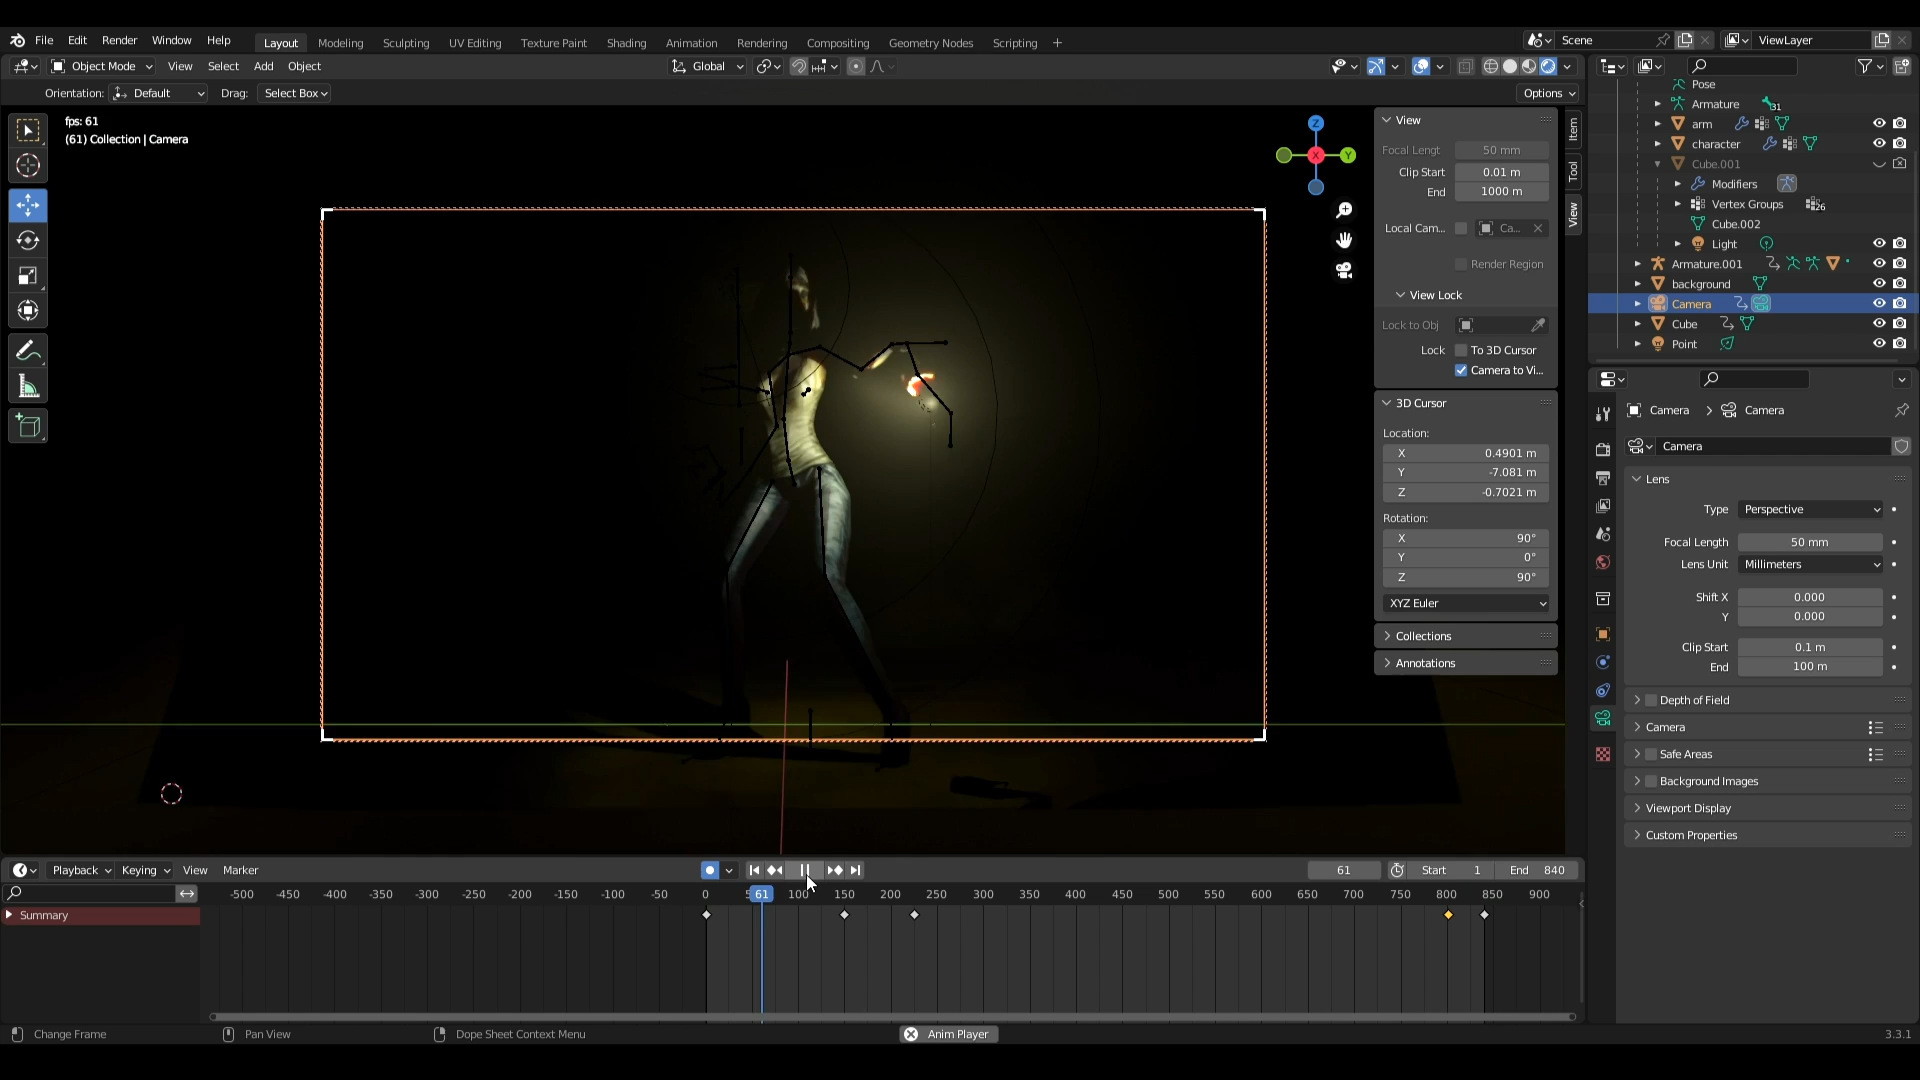 File Edit Render Window Help Layout Modeling Sculpting UV Editing Texture Paint Shading Animation Rendering Compositing Geometry Nodes Scripting + Scene ViewLayer
Object Mode View Select Add Object Global
Orientation: Default Drag: Select Box Options
fps: 61
(61) Collection | Camera
Z
X
Y
View
Focal Lengt 50 mm
Clip Start 0.01 m
End 1000 m
Local Cam... Ca...
Render Region
View Lock
Lock to Obj
Lock To 3D Cursor
Camera to Vi...
3D Cursor
Location:
X 0.4901 m
Y -7.081 m
Z -0.7021 m
Rotation:
X 90°
Y 0°
Z 90°
XYZ Euler
Collections
Annotations
Item
Tool
View
Pose
Armature 31
arm
character
Cube.001
Modifiers
Vertex Groups 26
Cube.002
Light
Armature.001
background
Camera
Cube
Point
Camera > Camera
Camera
Lens
Type Perspective
Focal Length 50 mm
Lens Unit Millimeters
Shift X 0.000
Y 0.000
Clip Start 0.1 m
End 100 m
Depth of Field
Camera
Safe Areas
Background Images
Viewport Display
Custom Properties
Playback Keying View Marker 61 Start 1 End 840
-500 -450 -400 -350 -300 -250 -200 -150 -100 -50 0 61 100 150 200 250 300 350 400 450 500 550 600 650 700 750 800 850 900
Summary
Change Frame Pan View Dope Sheet Context Menu Anim Player 3.3.1